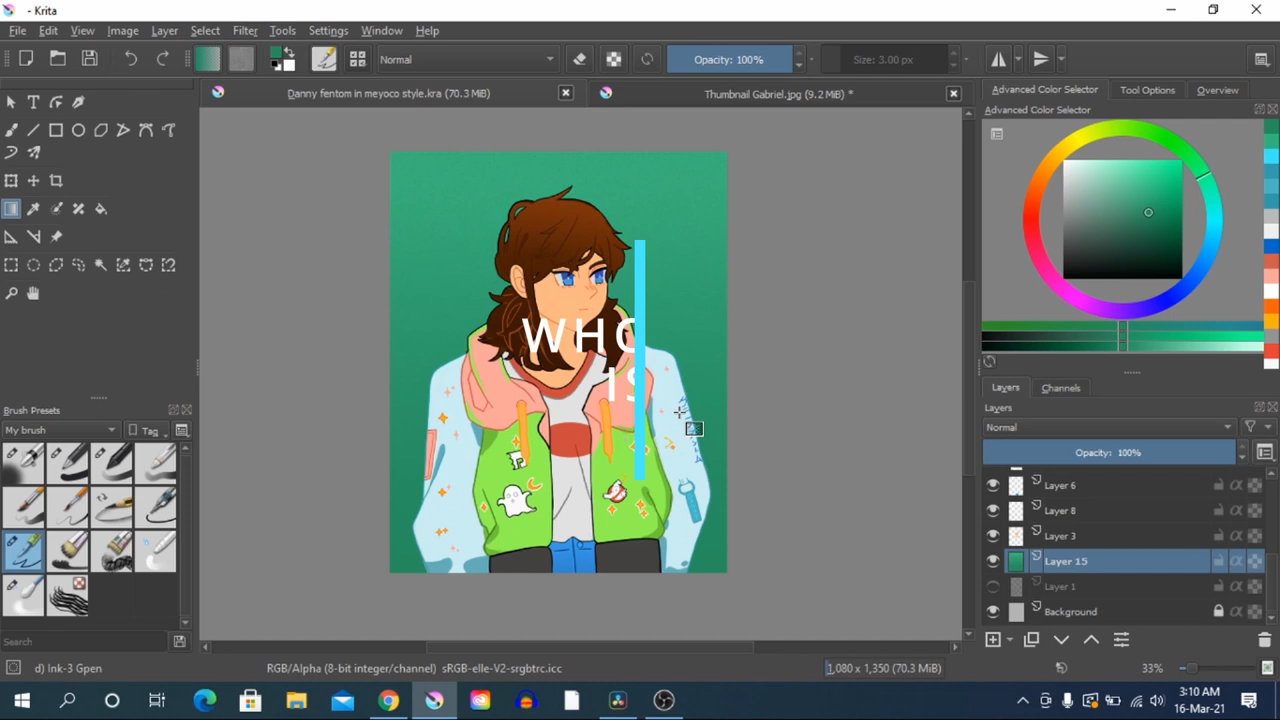 - Krita
File Edit View Image Layer Select Filter Tools Settings Window Help
Normal
Opacity: 100%
Size: 3.00 px
Danny fentom in meyoco style.kra (70.3 MiB)
Thumbnail Gabriel.jpg (9.2 MiB) *
Advanced Color Selector
Tool Options
Overview
Advanced Color Selector
WHO
IS
P
Brush Presets
My brush
Tag
Search
Layers
Channels
Layers
Normal
Opacity: 100%
Layer 6
Layer 8
Layer 3
Layer 15
Layer 1
Background
d) Ink-3 Gpen
RGB/Alpha (8-bit integer/channel) sRGB-elle-V2-srgbtrc.icc
1,080 x 1,350 (70.3 MiB)
33%
3:10 AM
16-Mar-21